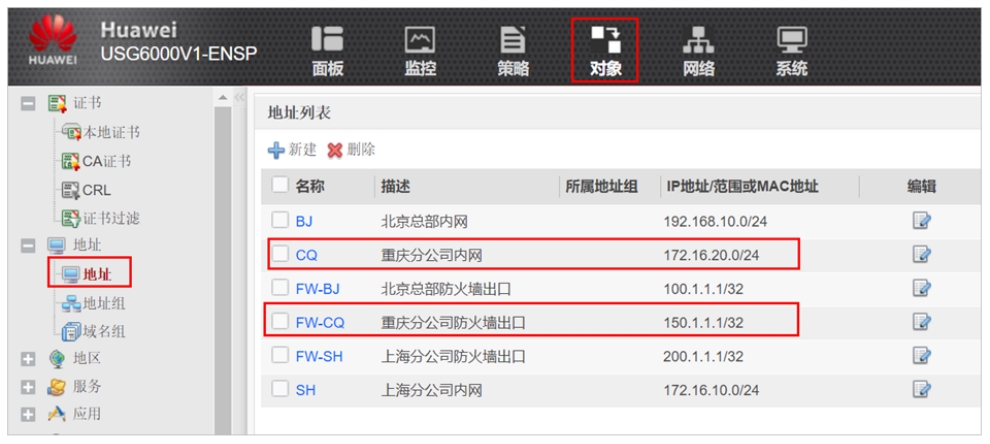 HUAWEI
Huawei
USG6000V1-ENSP
面板
监控
策略
对象
网络
系统
证书
本地证书
CA证书
CRL
证书过滤
地址
地址
地址组
域名组
地区
服务
应用
地址列表
新建 删除
名称 描述 所属地址组 IP地址/范围或MAC地址 编辑
BJ 北京总部内网 192.168.10.0/24
CQ 重庆分公司内网 172.16.20.0/24
FW-BJ 北京总部防火墙出口 100.1.1.1/32
FW-CQ 重庆分公司防火墙出口 150.1.1.1/32
FW-SH 上海分公司防火墙出口 200.1.1.1/32
SH 上海分公司内网 172.16.10.0/24